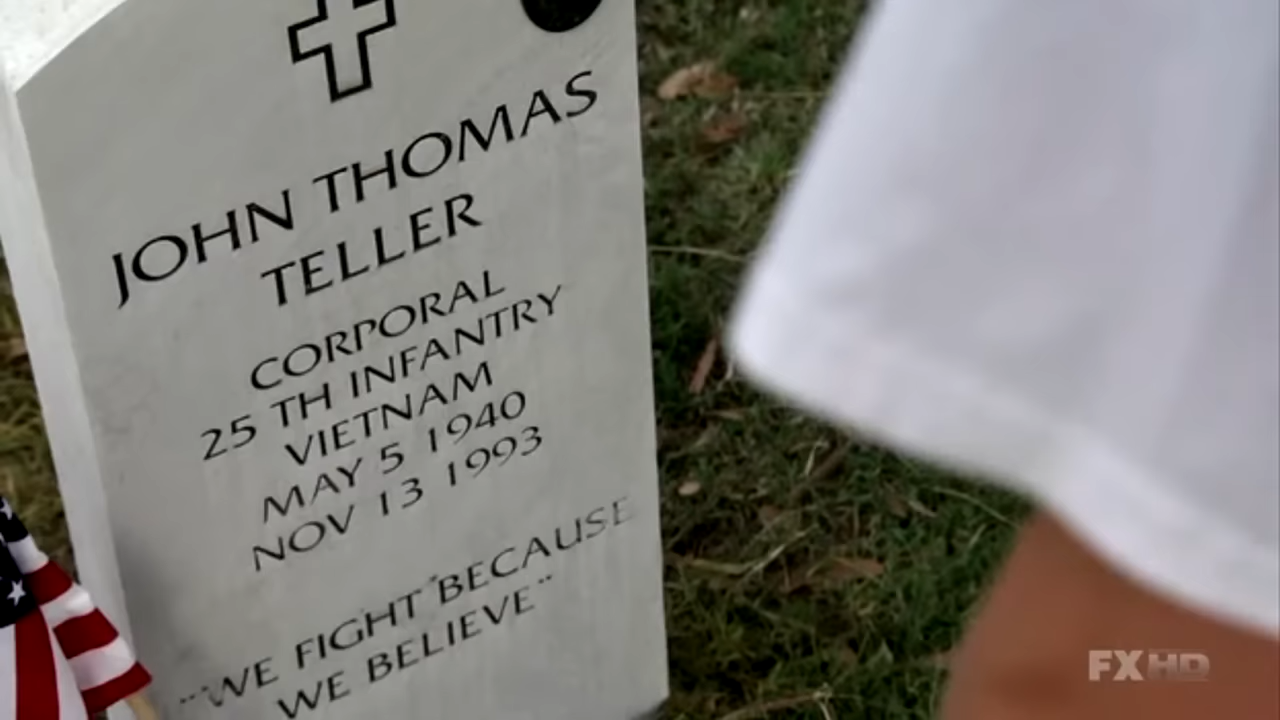 JOHN THOMAS
TELLER
CORPORAL
25 TH INFANTRY
VIETNAM
MAY 5 1940
NOV 13 1993
"WE FIGHT BECAUSE
WE BELIEVE"
FX HD